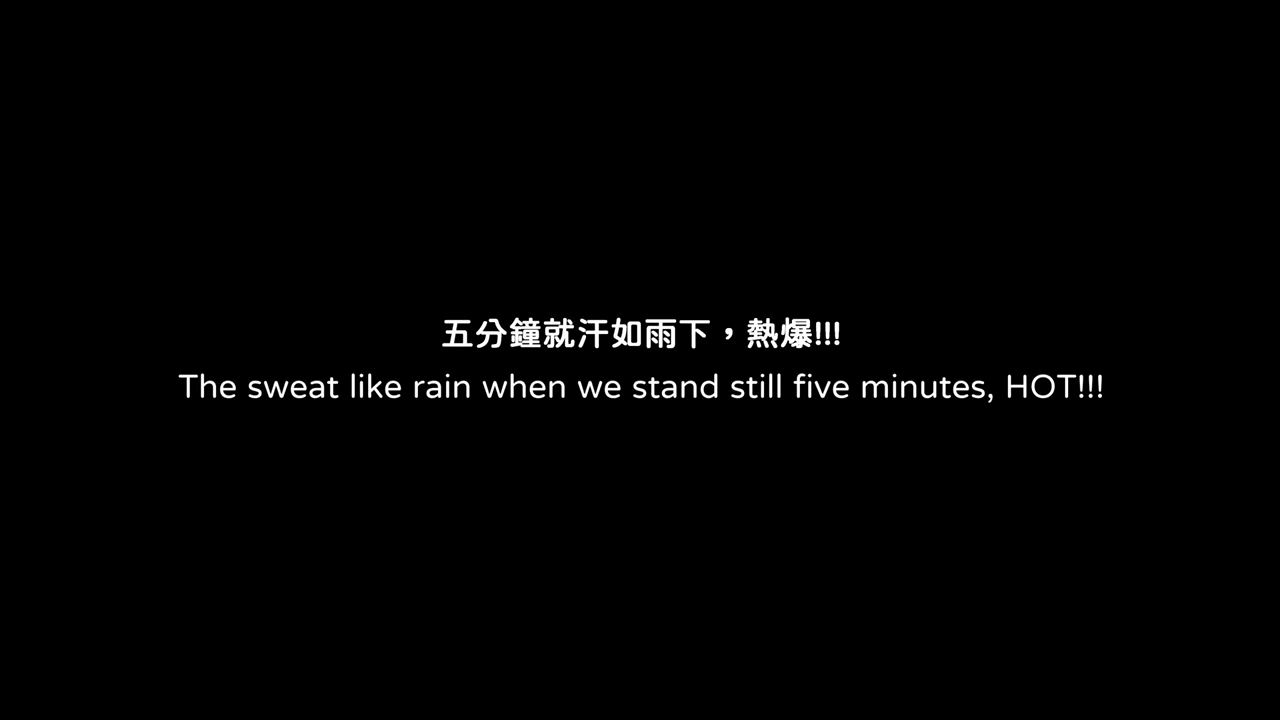 五分鐘就汗如雨下，熱爆!!!
The sweat like rain when we stand still five minutes, HOT!!!